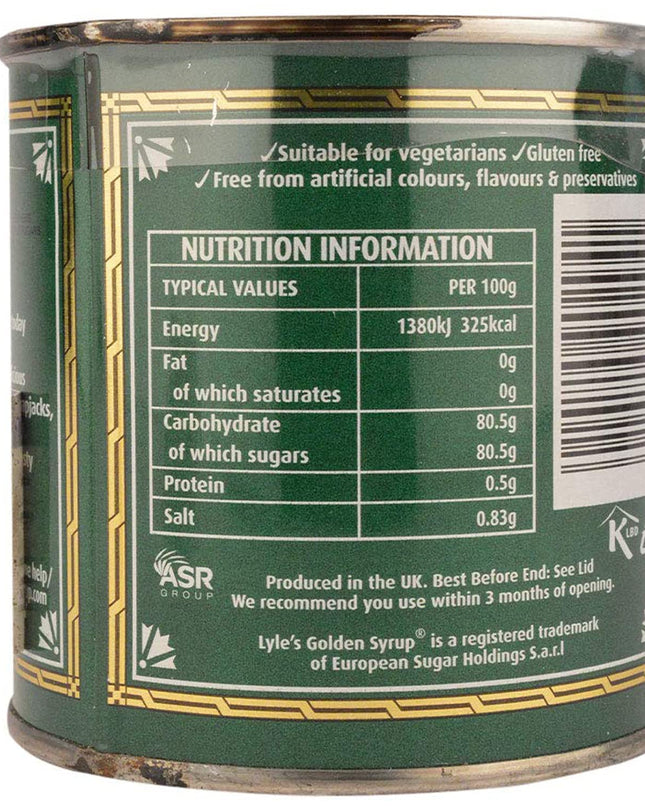 ✓Suitable for vegetarians ✓Gluten free
✓Free from artificial colours, flavours & preservatives
NUTRITION INFORMATION
TYPICAL VALUES PER 100g
Energy 1380kJ 325kcal
Fat 0g
of which saturates 0g
Carbohydrate 80.5g
of which sugars 80.5g
Protein 0.5g
Salt 0.83g
ASR
GROUP
Produced in the UK. Best Before End: See Lid
We recommend you use within 3 months of opening.
Lyle's Golden Syrup® is a registered trademark
of European Sugar Holdings S.a.r.l
K LBD
help/
.com